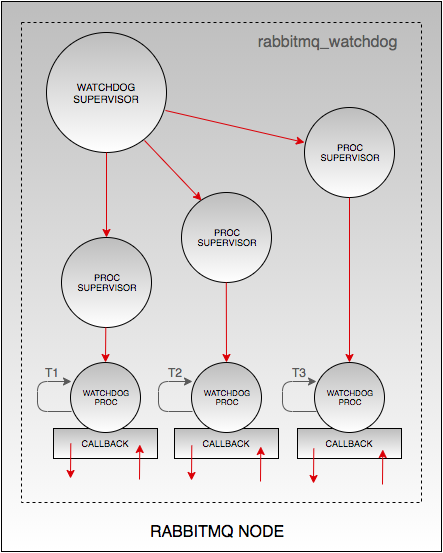 rabbitmq_watchdog
WATCHDOG
SUPERVISOR
PROC
SUPERVISOR
PROC
SUPERVISOR
PROC
SUPERVISOR
T1
WATCHDOG
PROC
CALLBACK
T2
WATCHDOG
PROC
CALLBACK
T3
WATCHDOG
PROC
CALLBACK
RABBITMQ NODE